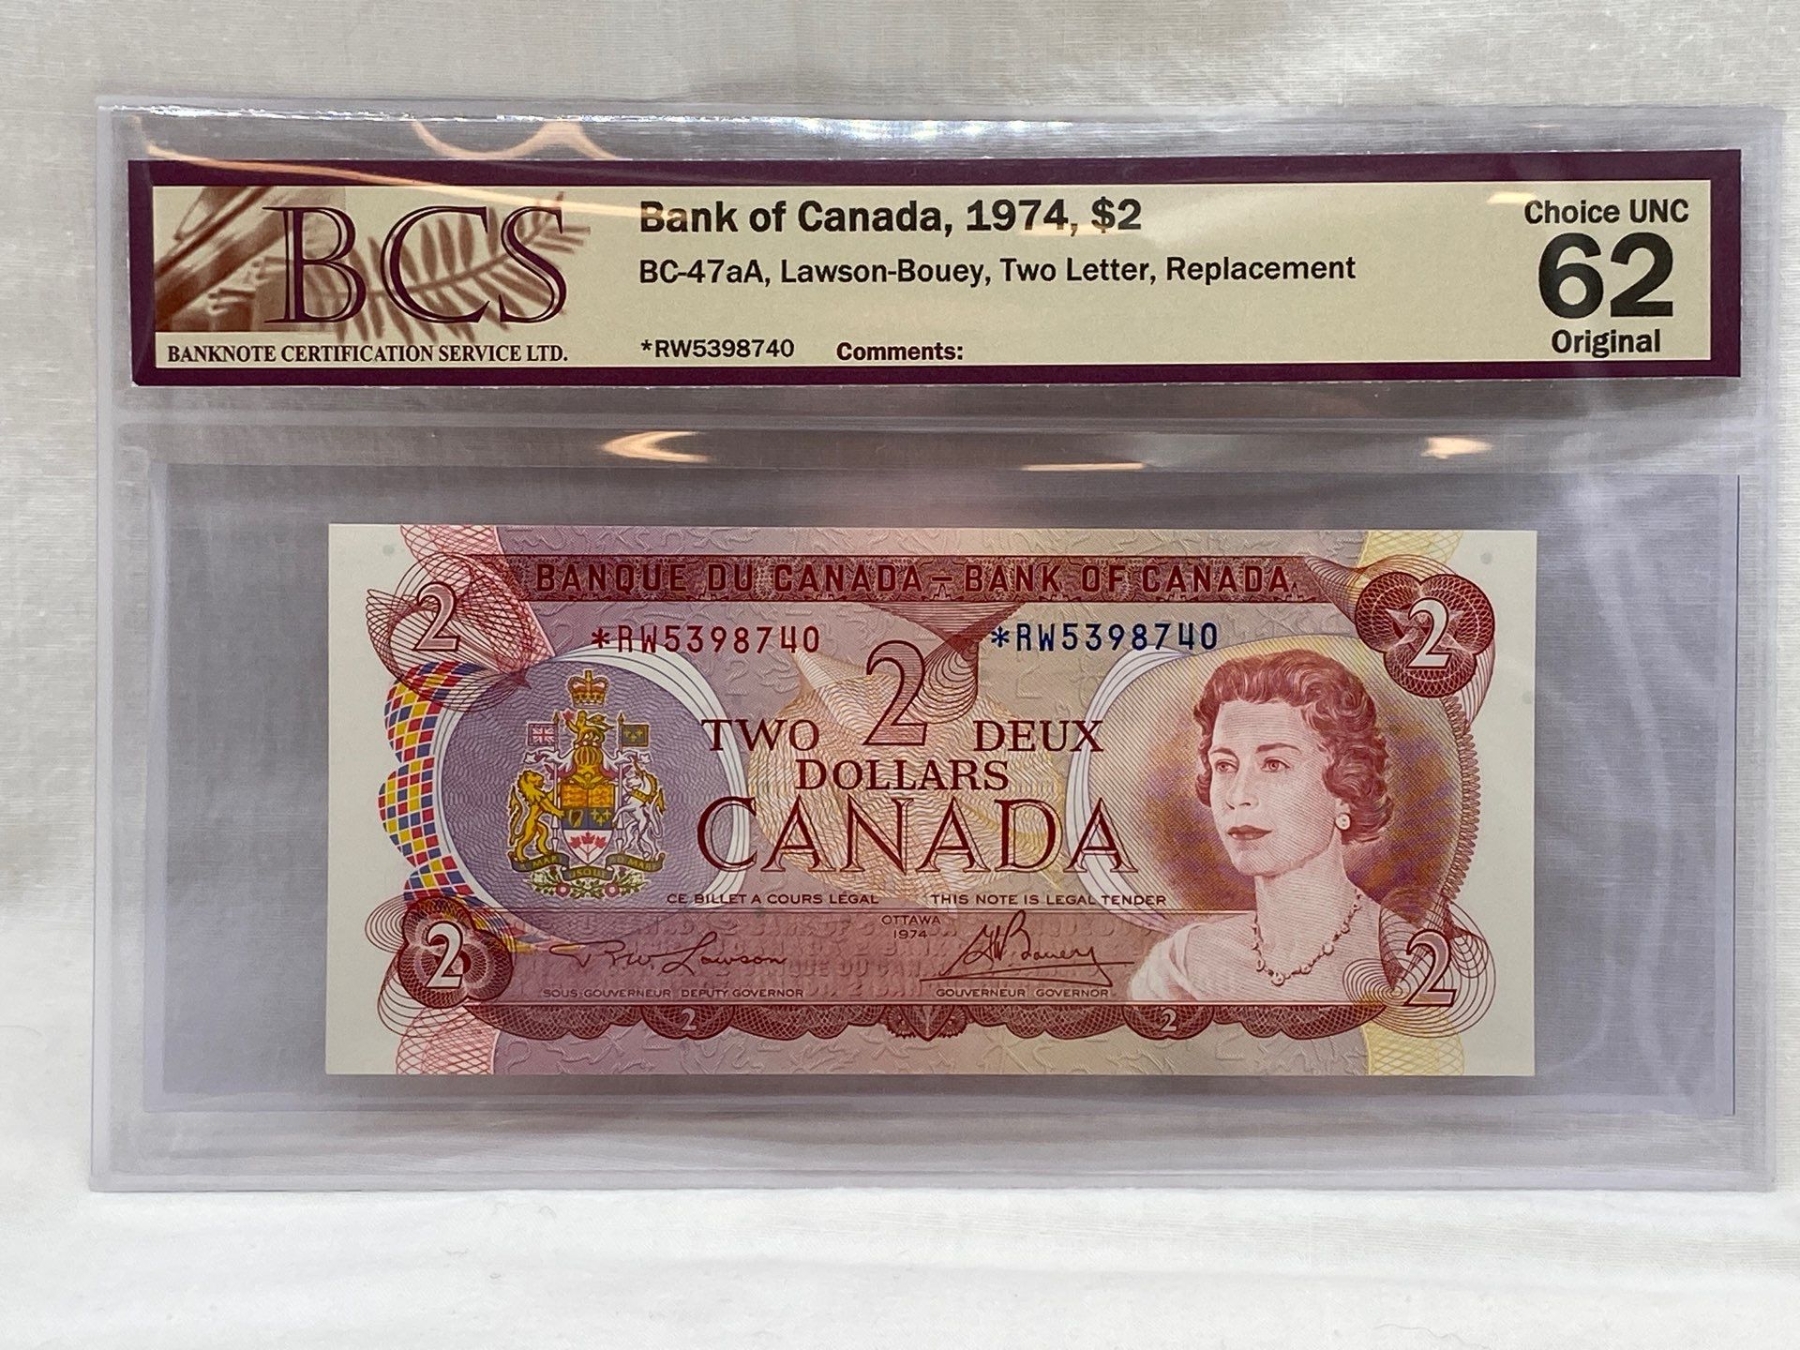 BCS
BANKNOTE CERTIFICATION SERVICE LTD.
Bank of Canada, 1974, $2
BC-47aA, Lawson-Bouey, Two Letter, Replacement
*RW5398740 Comments:
Choice UNC
62
Original
BANQUE DU CANADA – BANK OF CANADA
2 2
*RW5398740 *RW5398740
2
TWO DEUX
DOLLARS
CANADA
CE BILLET A COURS LEGAL THIS NOTE IS LEGAL TENDER
OTTAWA
1974
R.W. Lawson G.K. Bouey
SOUS-GOUVERNEUR DEPUTY GOVERNOR GOUVERNEUR GOVERNOR
2 2
2 2